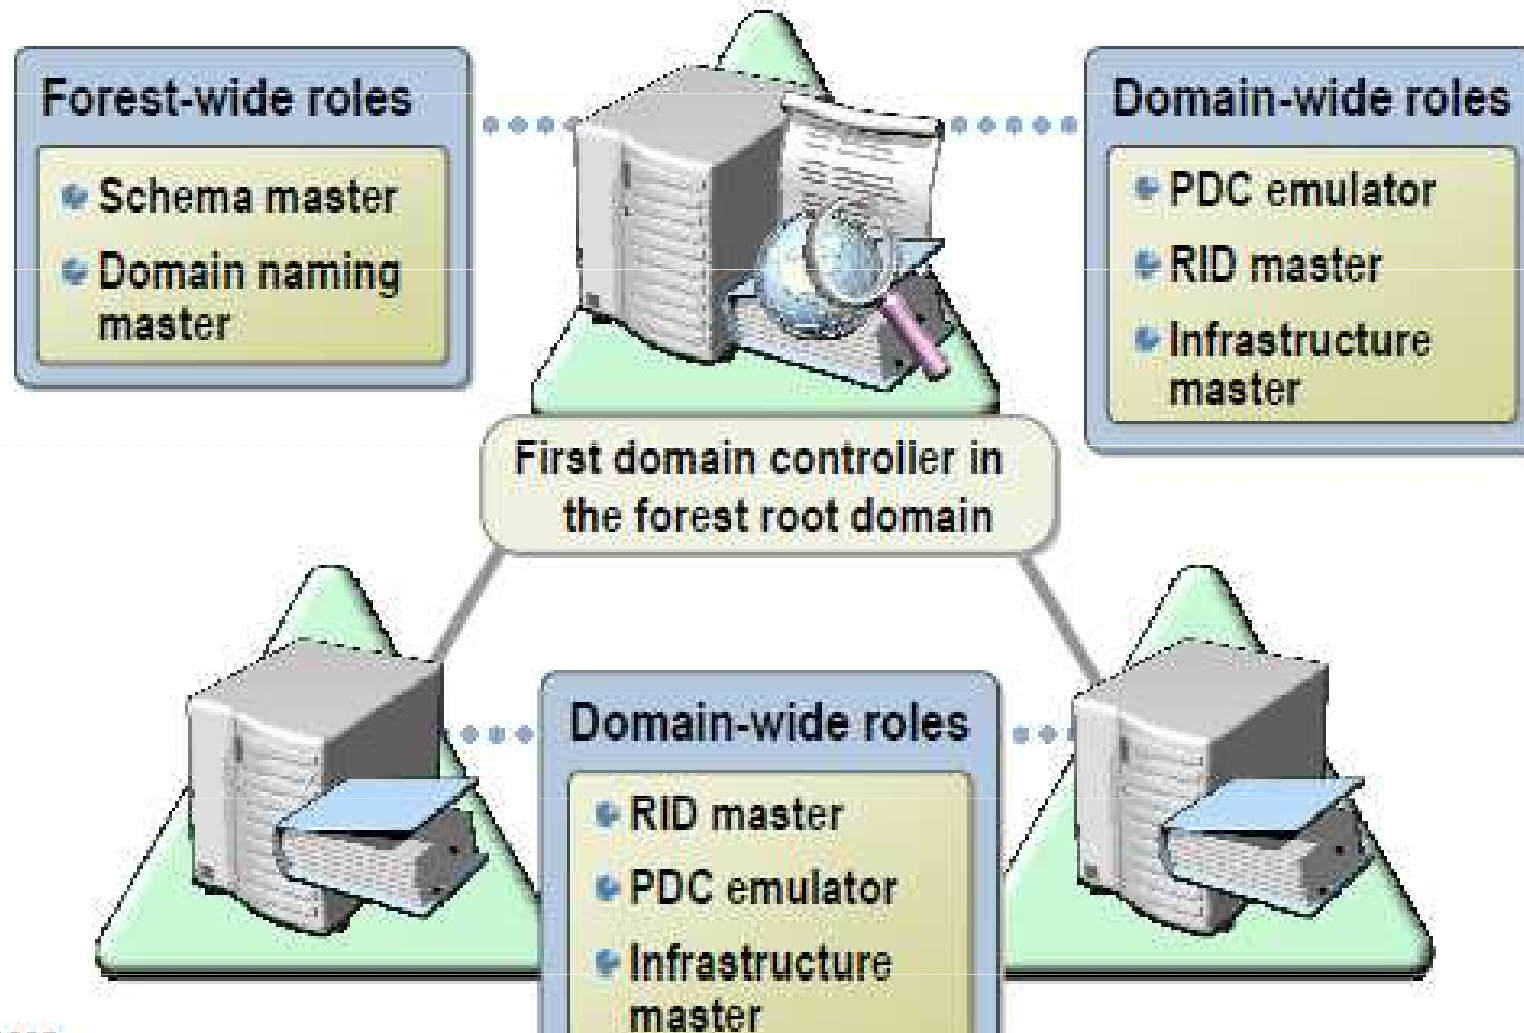 Forest-wide roles
Schema master
Domain naming
master
Domain-wide roles
PDC emulator
RID master
Infrastructure
master
First domain controller in
the forest root domain
Domain-wide roles
RID master
PDC emulator
Infrastructure
master